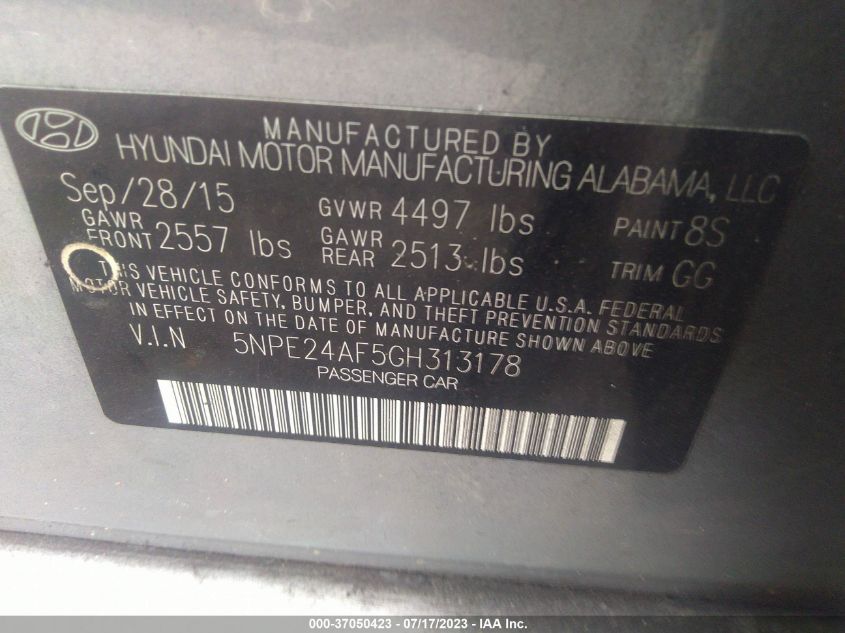 MANUFACTURED BY
HYUNDAI MOTOR MANUFACTURING ALABAMA, LLC
Sep/28/15 GVWR 4497 lbs PAINT 8S
GAWR FRONT 2557 lbs GAWR REAR 2513 lbs TRIM GG
THIS VEHICLE CONFORMS TO ALL APPLICABLE U.S.A. FEDERAL
MOTOR VEHICLE SAFETY, BUMPER, AND THEFT PREVENTION STANDARDS
IN EFFECT ON THE DATE OF MANUFACTURE SHOWN ABOVE
V.I.N 5NPE24AF5GH313178
PASSENGER CAR
000-37050423 - 07/17/2023 - IAA Inc.